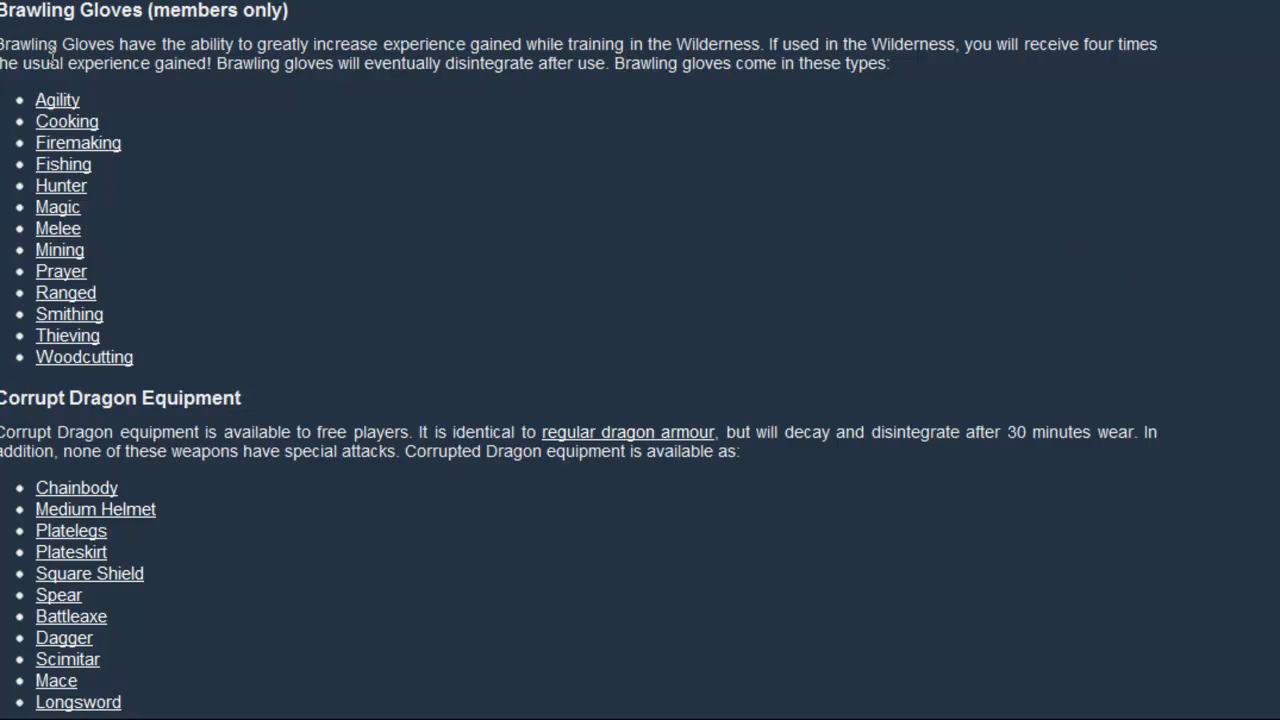 Brawling Gloves (members only)
Brawling Gloves have the ability to greatly increase experience gained while training in the Wilderness. If used in the Wilderness, you will receive four times
the usual experience gained! Brawling gloves will eventually disintegrate after use. Brawling gloves come in these types:
Agility
Cooking
Firemaking
Fishing
Hunter
Magic
Melee
Mining
Prayer
Ranged
Smithing
Thieving
Woodcutting
Corrupt Dragon Equipment
Corrupt Dragon equipment is available to free players. It is identical to regular dragon armour, but will decay and disintegrate after 30 minutes wear. In
addition, none of these weapons have special attacks. Corrupted Dragon equipment is available as:
Chainbody
Medium Helmet
Platelegs
Plateskirt
Square Shield
Spear
Battleaxe
Dagger
Scimitar
Mace
Longsword